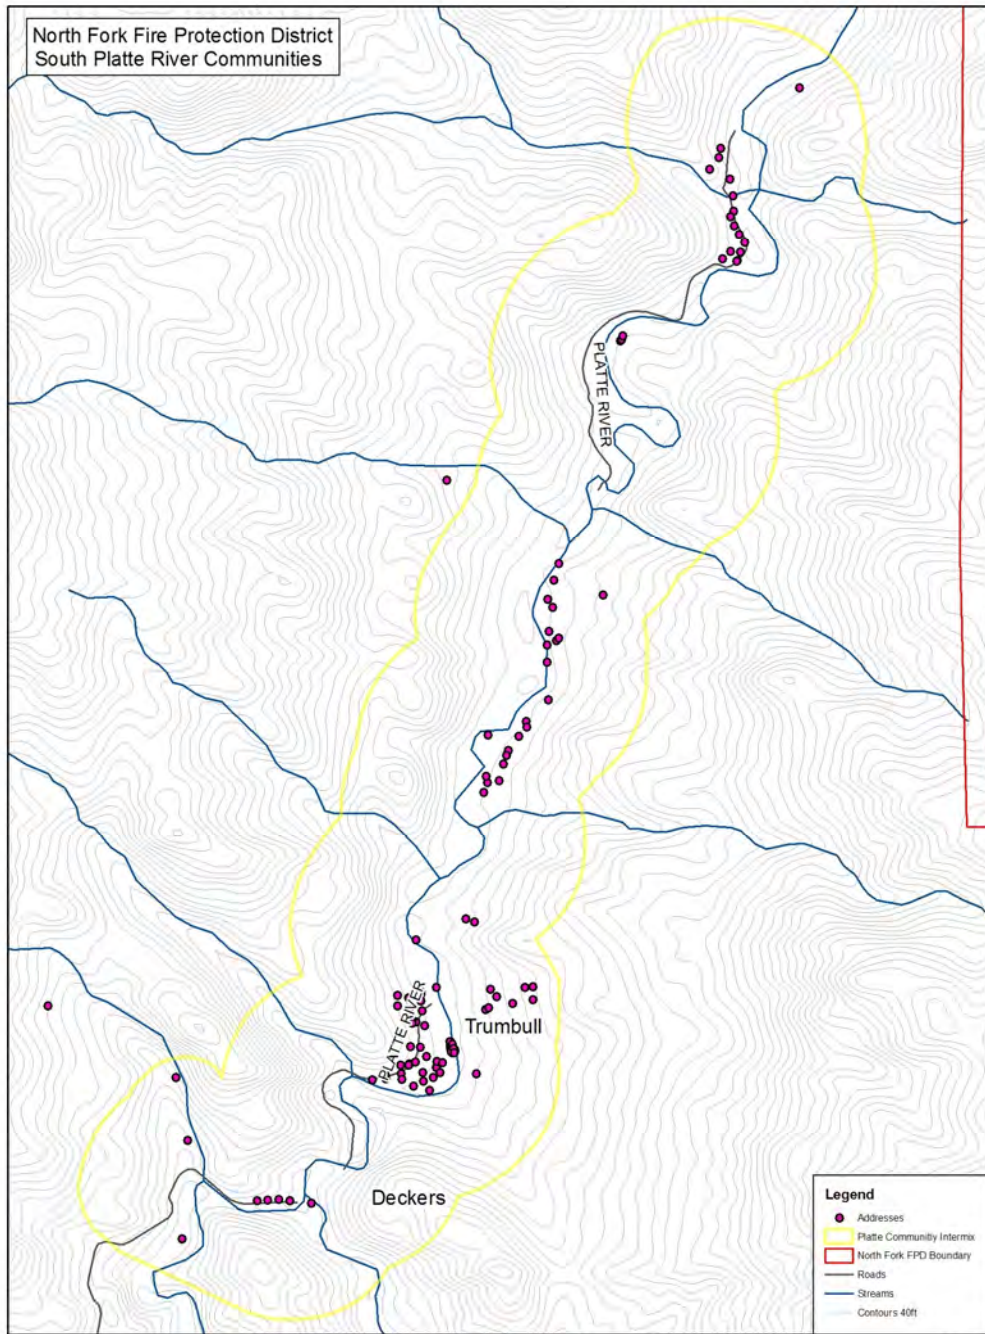 North Fork Fire Protection District
South Platte River Communities
PLATTE RIVER
PLATTE RIVER
Trumbull
Deckers
Legend
Addresses
Platte Communitiy Intermix
North Fork FPD Boundary
Roads
Streams
Contours 40ft